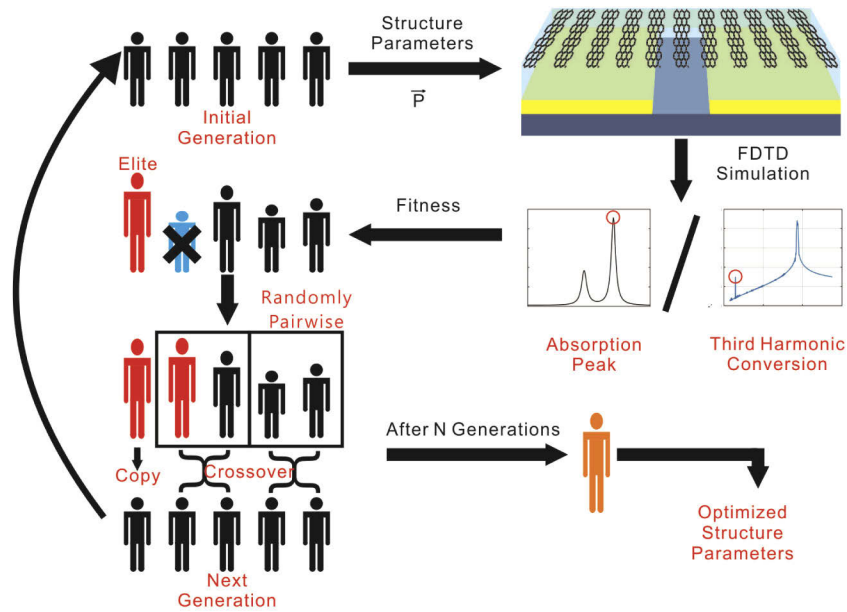 Structure
Parameters
P
Initial
Generation
FDTD
Simulation
Elite
Fitness
Randomly
Pairwise
Absorption
Peak
Third Harmonic
Conversion
After N Generations
Copy
Crossover
Optimized
Structure
Parameters
Next
Generation